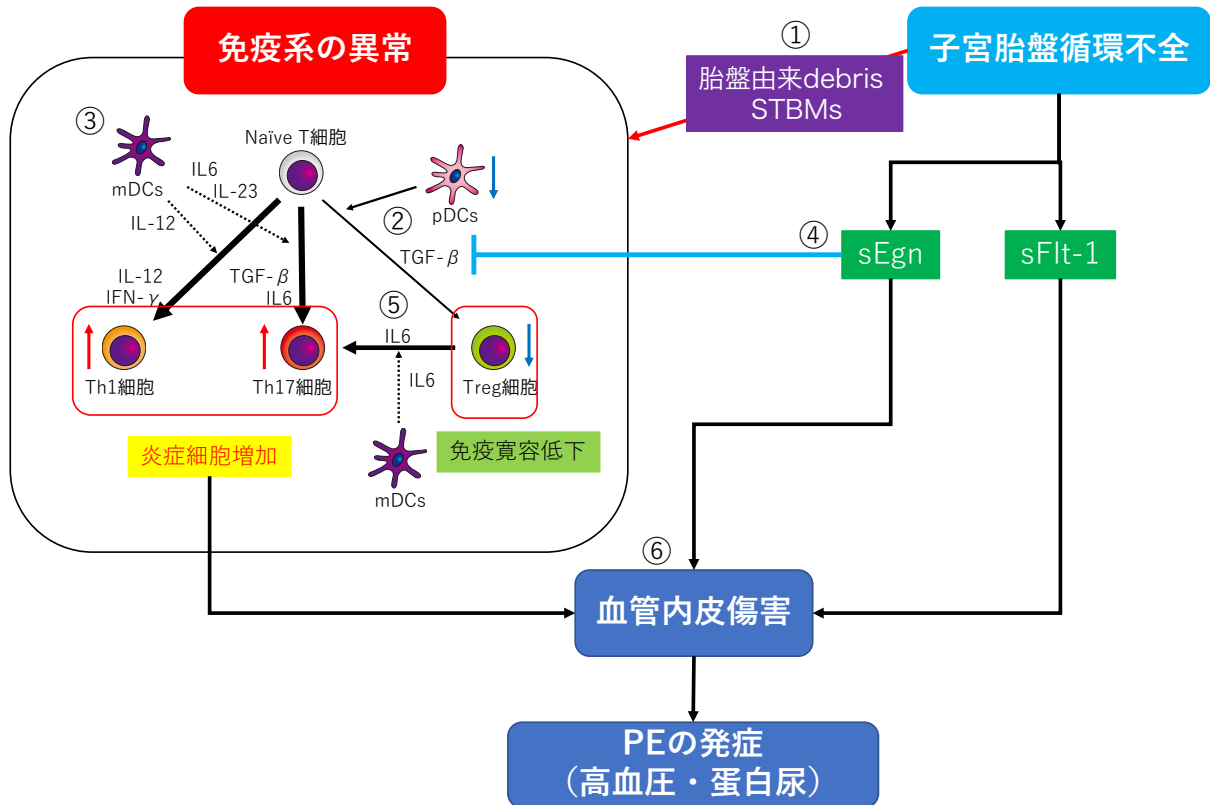 免疫系の異常
①
子宮胎盤循環不全
胎盤由来debris
STBMs
③
Naïve T細胞
mDCs
IL6
IL-23
IL-12
pDCs
②
④
TGF-β
sEgn
sFlt-1
IL-12
IFN-γ
TGF-β
IL6
⑤
IL6
IL6
Th1細胞
Th17細胞
Treg細胞
炎症細胞増加
免疫寛容低下
mDCs
⑥
血管内皮傷害
PEの発症
（高血圧・蛋白尿）